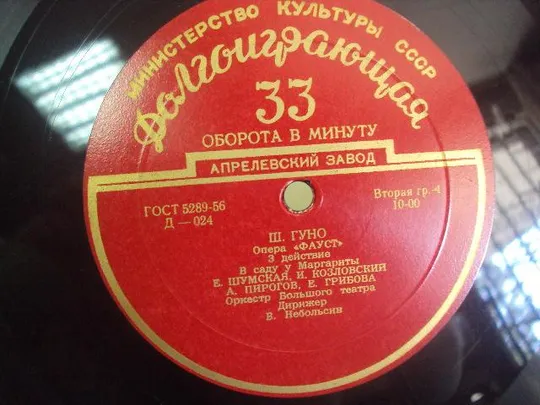 МИНИСТЕРСТВО КУЛЬТУРЫ СССР
Долгоиграющая
33
ОБОРОТА В МИНУТУ
АПРЕЛЕВСКИЙ ЗАВОД
ГОСТ 5289-56
Д — 024
Вторая гр.-4
10-00
Ш. ГУНО
Опера «ФАУСТ»
3 действие
В саду у Маргариты
Е. ШУМСКАЯ, И. КОЗЛОВСКИЙ
А. ПИРОГОВ, Е. ГРИБОВА
Оркестр Большого театра
Дирижер
В. Небольсин